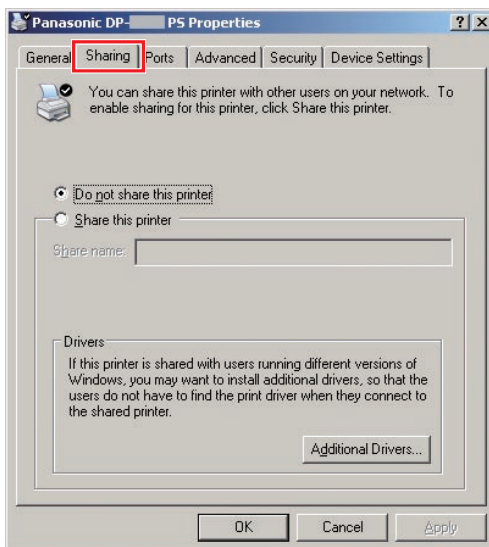 Panasonic DP- PS Properties
General Sharing Ports Advanced Security Device Settings
You can share this printer with other users on your network. To
enable sharing for this printer, click Share this printer.
Do not share this printer
Share this printer
Share name:
Drivers
If this printer is shared with users running different versions of
Windows, you may want to install additional drivers, so that the
users do not have to find the print driver when they connect to
the shared printer.
Additional Drivers...
OK Cancel Apply